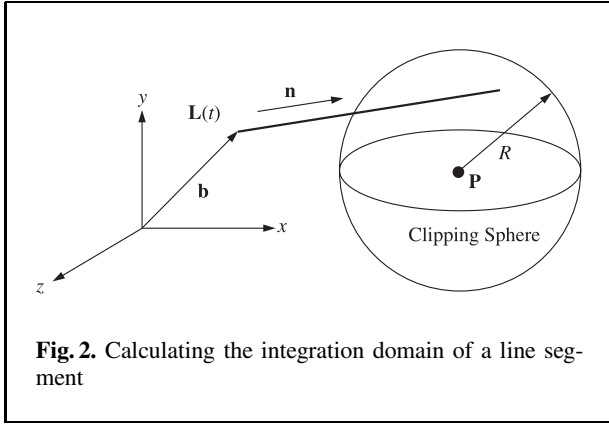 y
L(t)
n
b
x
z
R
P
Clipping Sphere
Fig. 2. Calculating the integration domain of a line seg-
ment